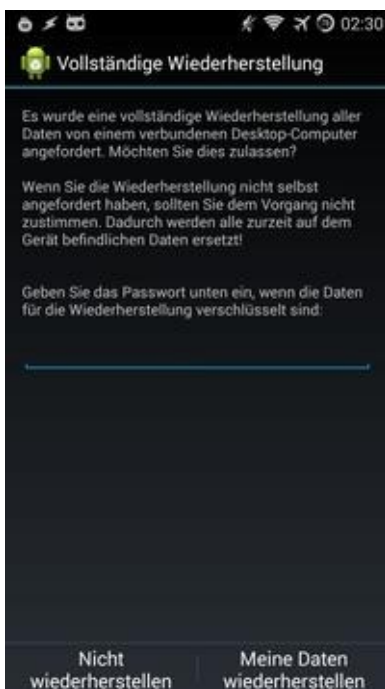 02:30
Vollständige Wiederherstellung
Es wurde eine vollständige Wiederherstellung aller
Daten von einem verbundenen Desktop-Computer
angefordert. Möchten Sie dies zulassen?
Wenn Sie die Wiederherstellung nicht selbst
angefordert haben, sollten Sie dem Vorgang nicht
zustimmen. Dadurch werden alle zurzeit auf dem
Gerät befindlichen Daten ersetzt!
Geben Sie das Passwort unten ein, wenn die Daten
für die Wiederherstellung verschlüsselt sind:
Nicht
wiederherstellen
Meine Daten
wiederherstellen